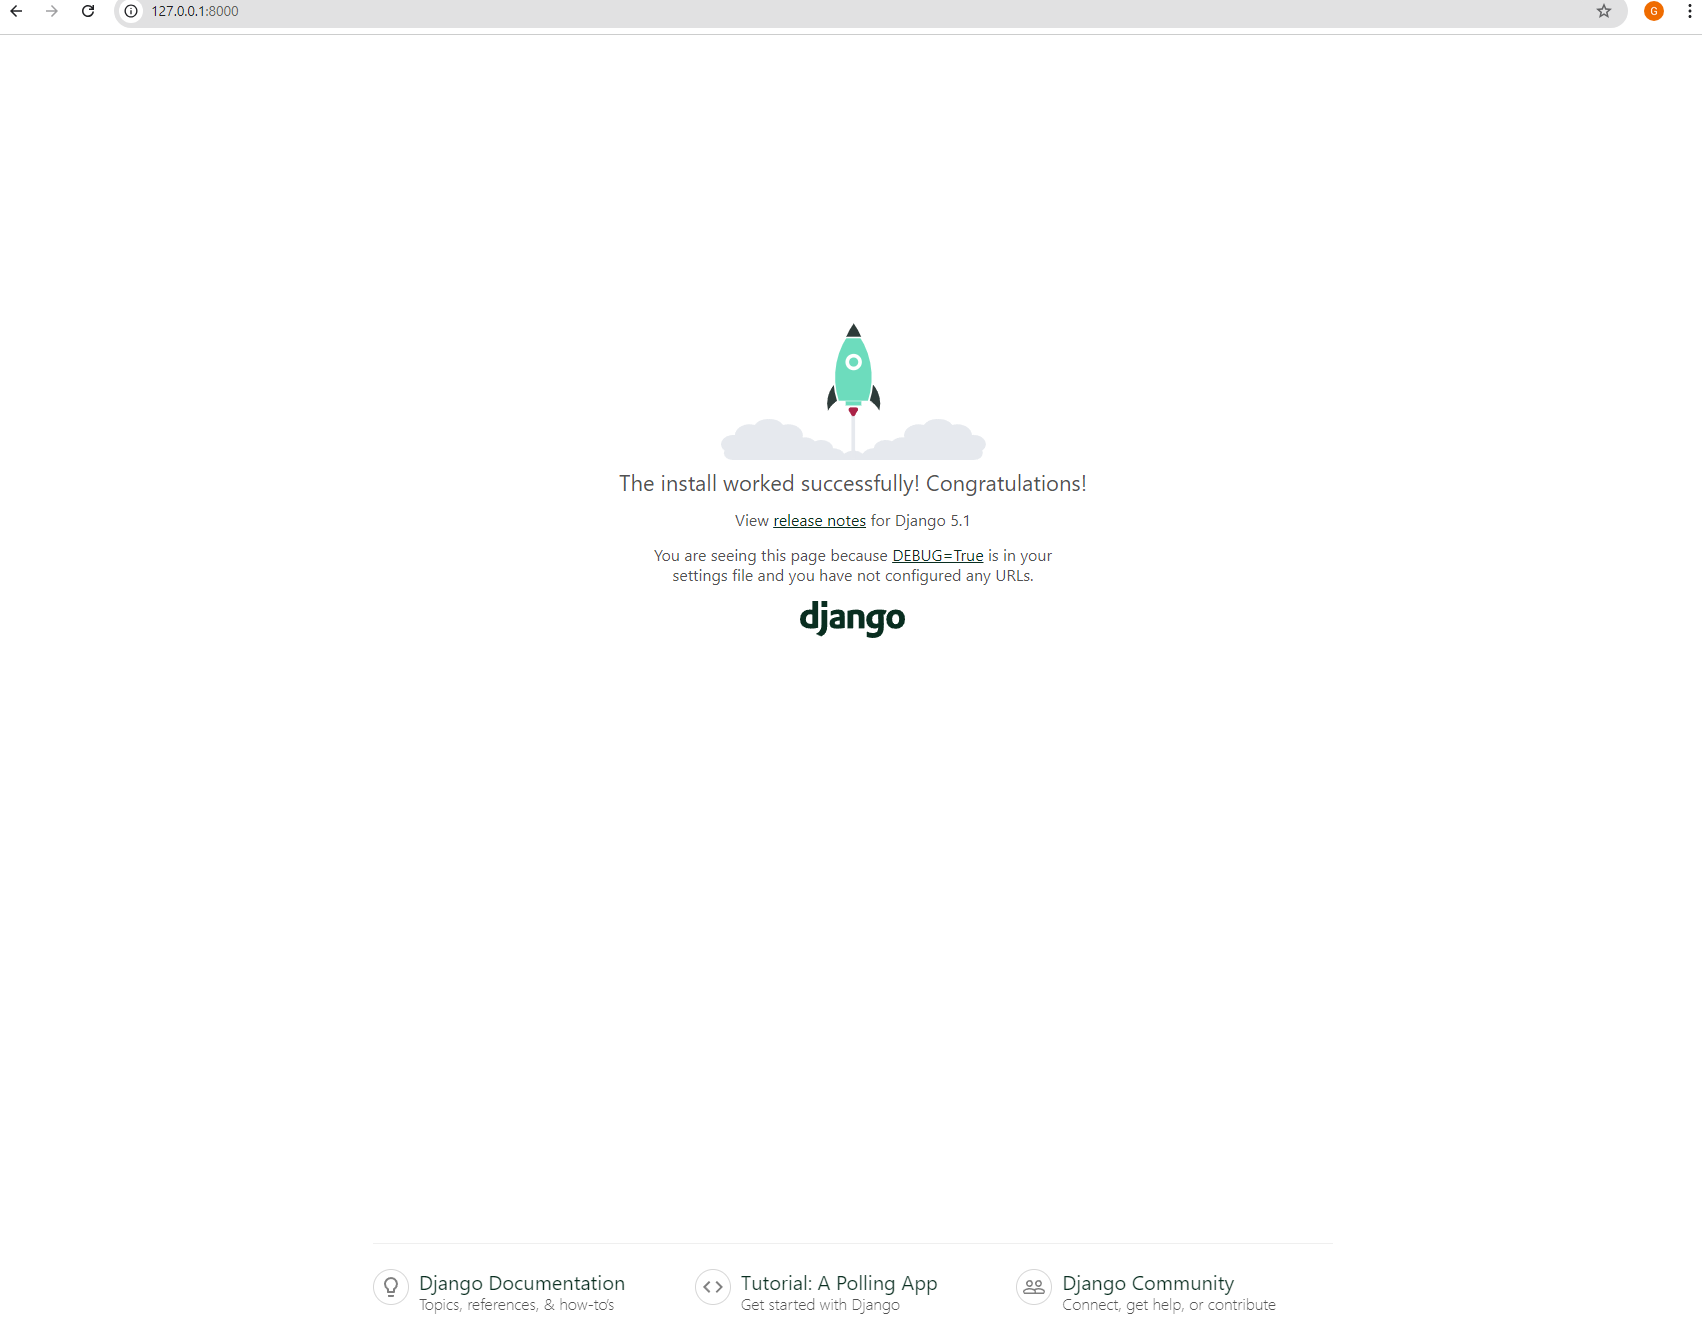 127.0.0.1:8000
G
The install worked successfully! Congratulations!
View release notes for Django 5.1
You are seeing this page because DEBUG=True is in your
settings file and you have not configured any URLs.
django
Django Documentation
Topics, references, & how-to's
Tutorial: A Polling App
Get started with Django
Django Community
Connect, get help, or contribute